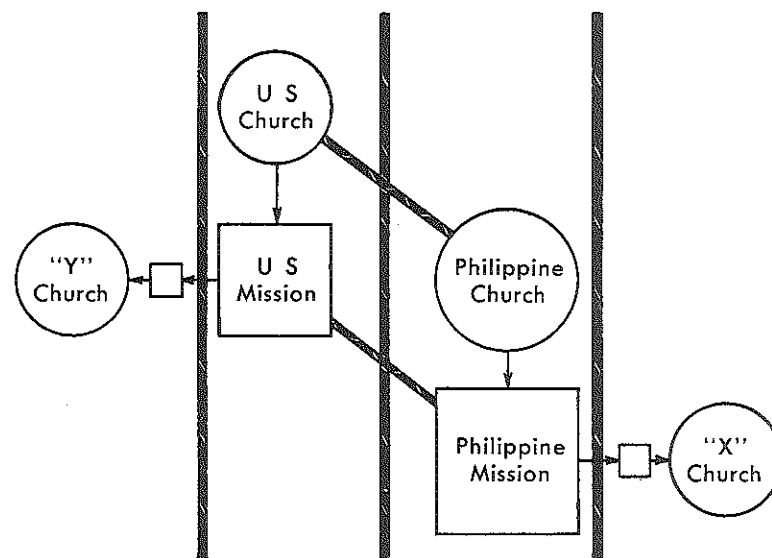 U S
Church
"Y"
Church
U S
Mission
Philippine
Church
Philippine
Mission
"X"
Church